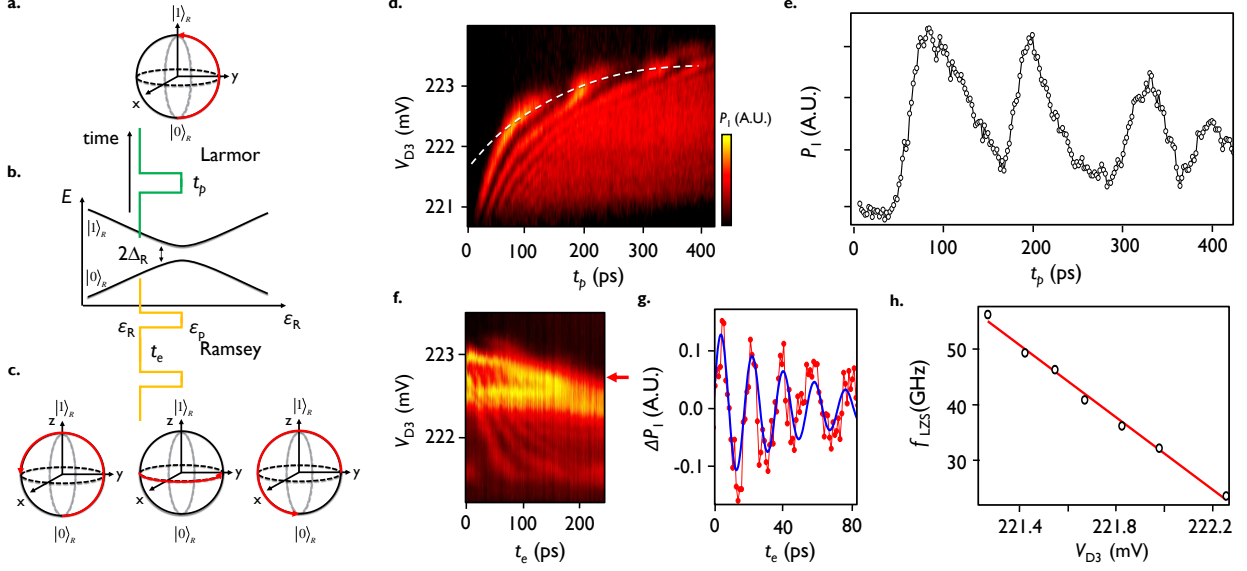 a.
|1⟩R
y
x
|0⟩R
time
Larmor
tp
b.
E
|1⟩R
2ΔR
|0⟩R
εR
εR
εp
Ramsey
te
c.
z |1⟩R
y
x
|0⟩R
z |1⟩R
y
x
|0⟩R
z |1⟩R
y
x
|0⟩R
d.
223
222
221
VD3 (mV)
0 100 200 300 400
tp (ps)
P1 (A.U.)
e.
P1 (A.U.)
0 100 200 300 400
tp (ps)
f.
223
222
VD3 (mV)
0 100 200
te (ps)
g.
0.1
0.0
-0.1
ΔP1 (A.U.)
0 40 80
te (ps)
h.
50
40
30
fLZS(GHz)
221.4 221.8 222.2
VD3 (mV)